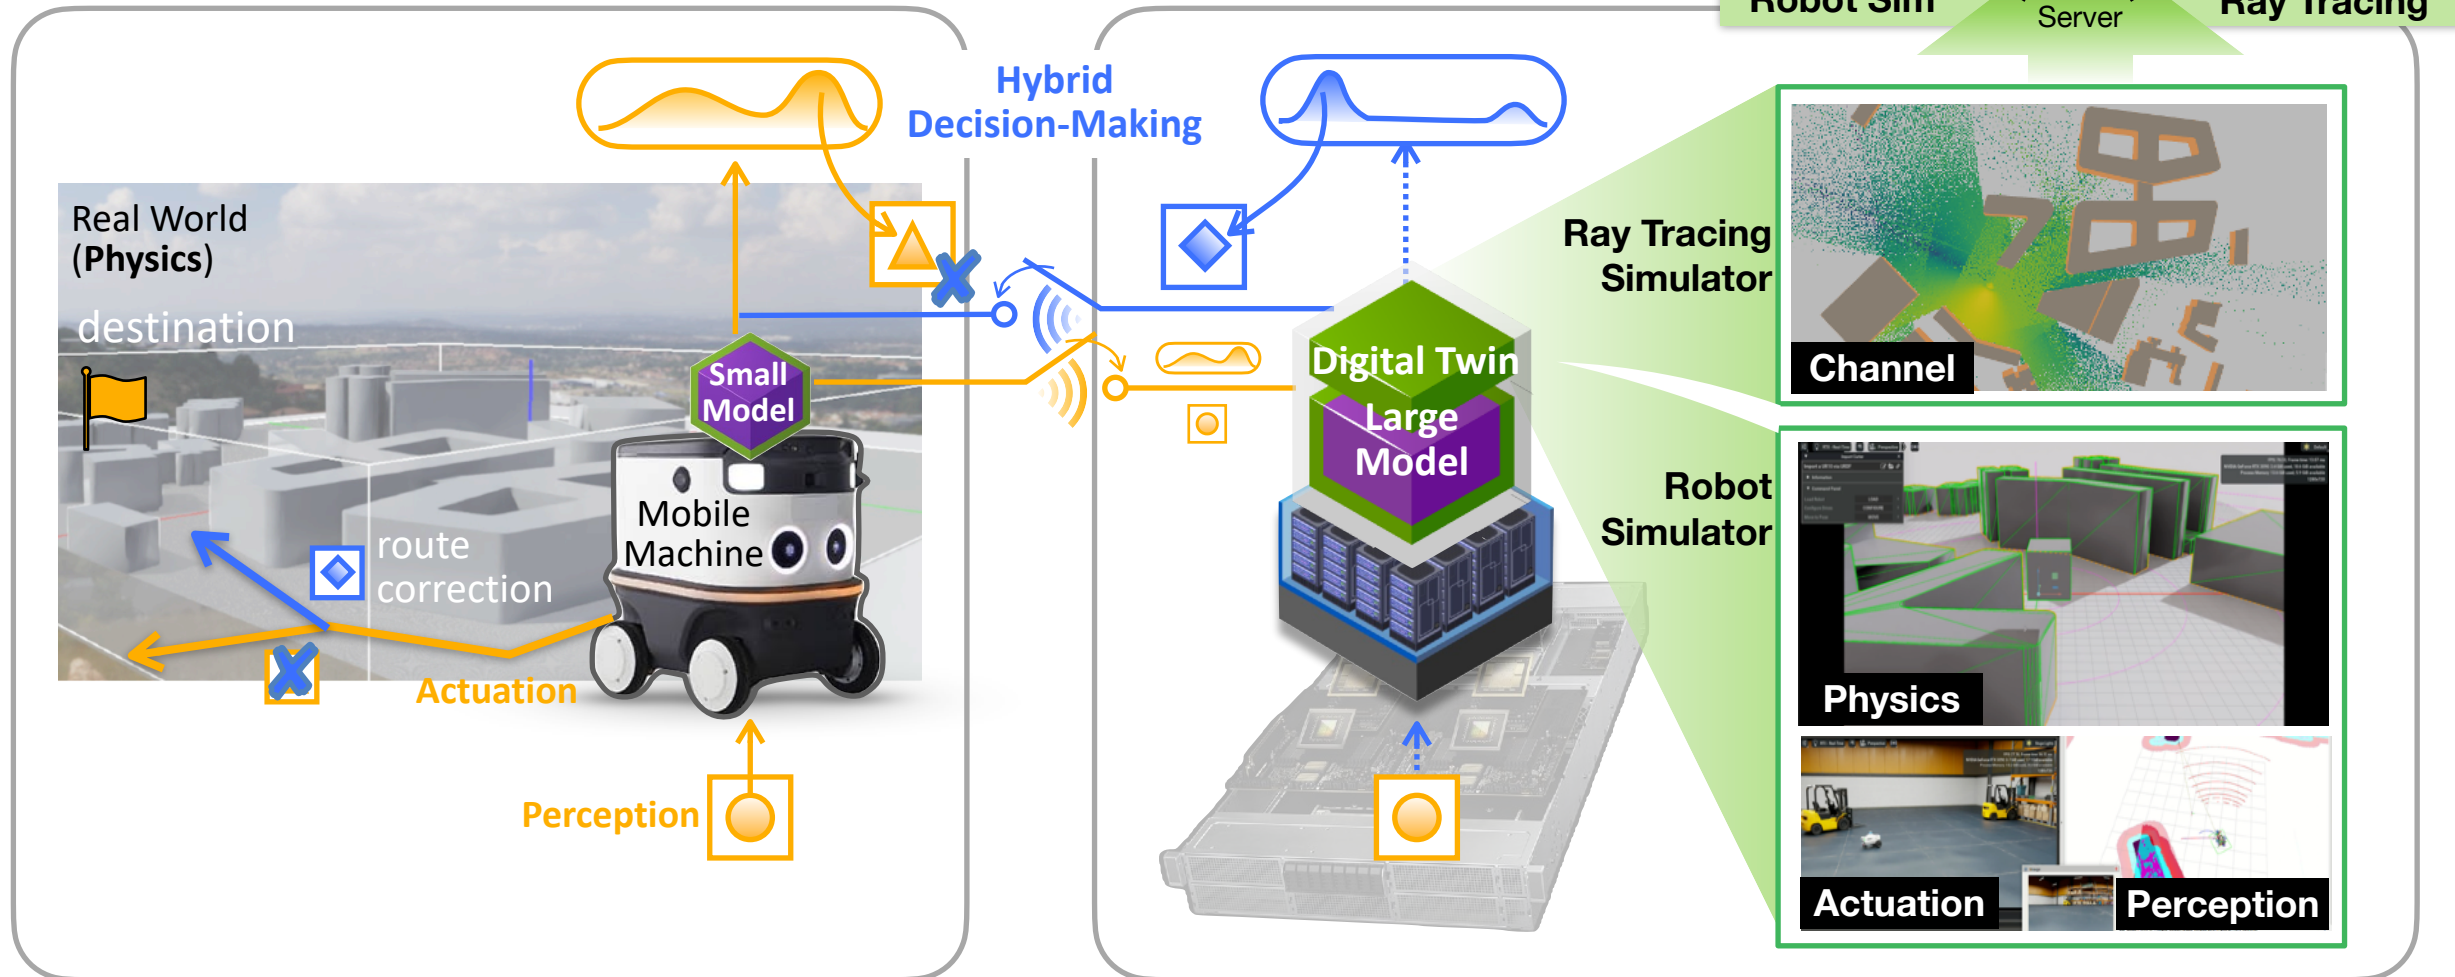 Robot Sim
Server
Ray Tracing
Hybrid
Decision-Making
Real World
(Physics)
destination
Small
Model
Mobile
Machine
route
correction
Actuation
Perception
Digital Twin
Large
Model
Ray Tracing
Simulator
Channel
Robot
Simulator
Physics
Actuation
Perception